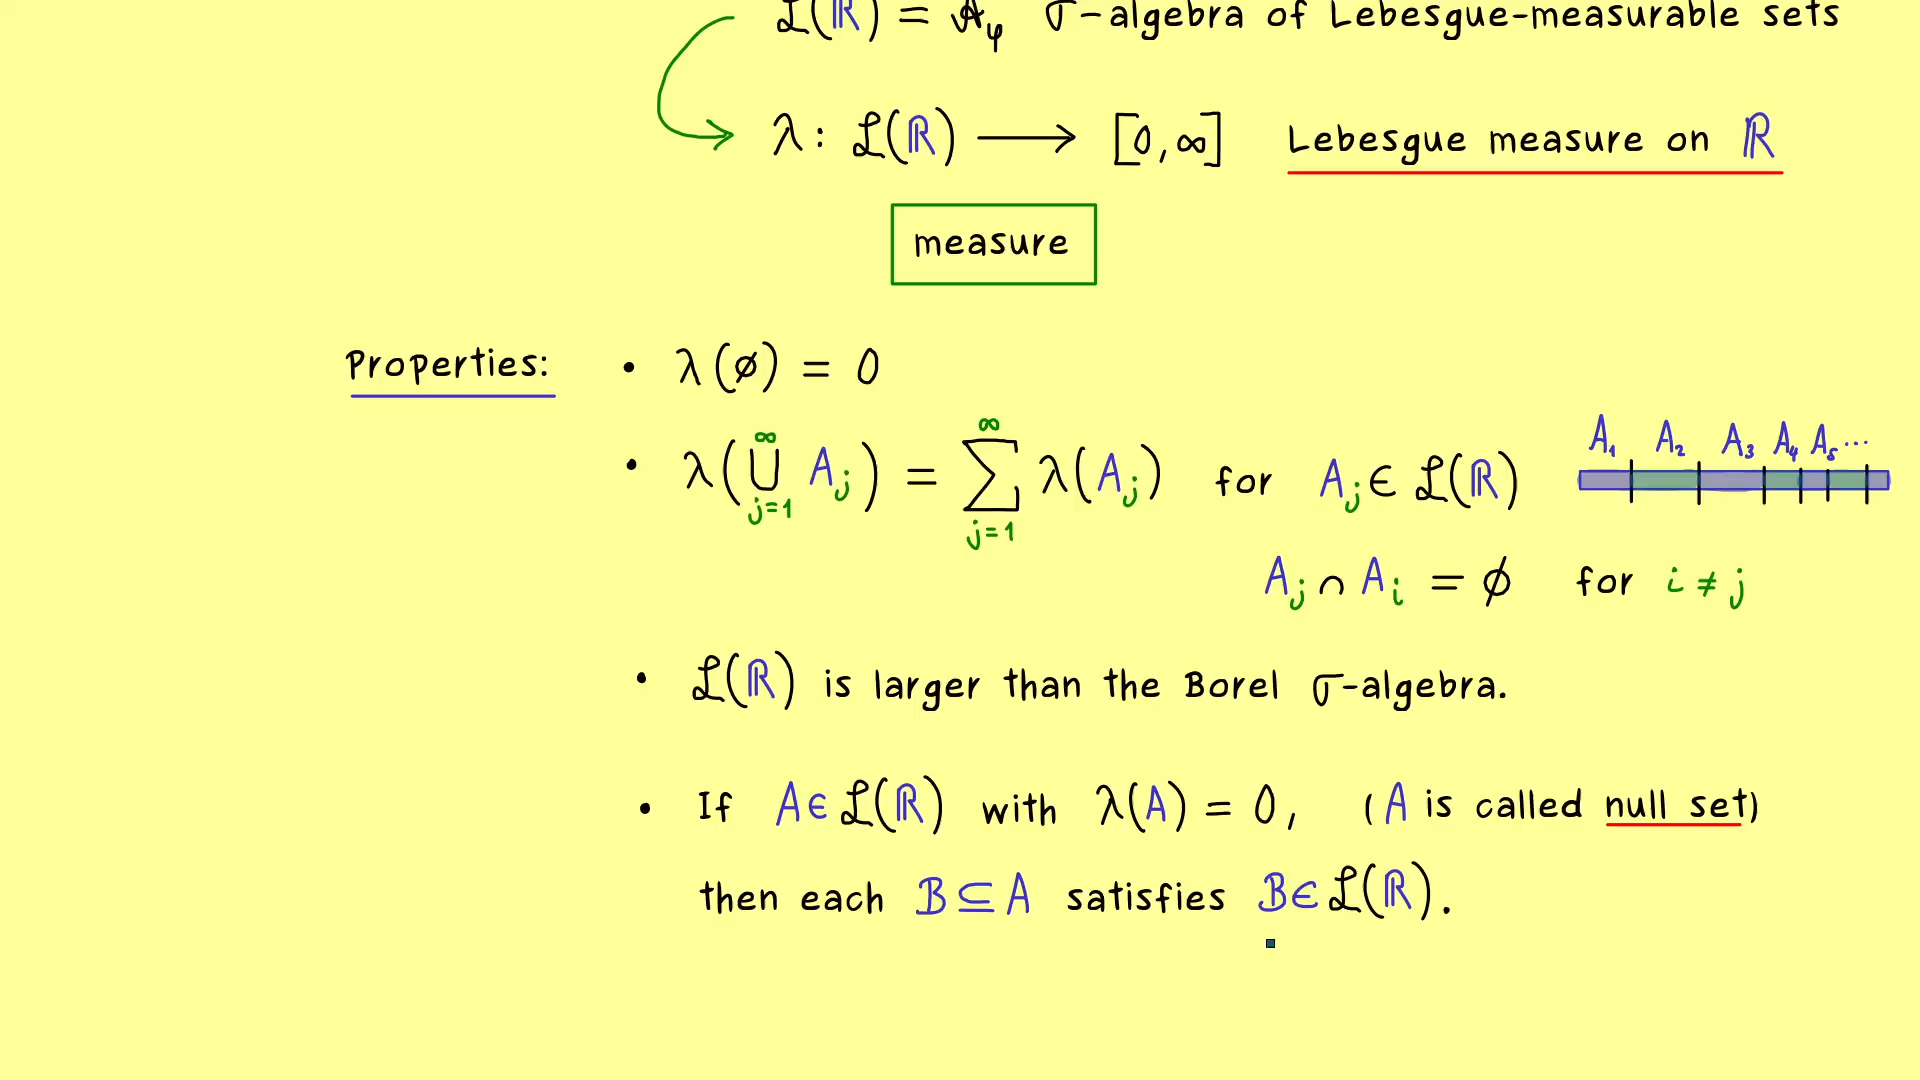 ℒ(ℝ) = 𝒜_φ σ-algebra of Lebesgue-measurable sets
λ : ℒ(ℝ) ⟶ [0,∞] Lebesgue measure on ℝ
measure
Properties: • λ(∅) = 0
• λ(⋃_{j=1}^{∞} A_j) = ∑_{j=1}^{∞} λ(A_j) for A_j ∈ ℒ(ℝ) A₁ A₂ A₃ A₄ A₅ ...
A_j ∩ A_i = ∅ for i ≠ j
• ℒ(ℝ) is larger than the Borel σ-algebra.
• If A ∈ ℒ(ℝ) with λ(A) = 0, (A is called null set)
then each B ⊆ A satisfies B ∈ ℒ(ℝ).